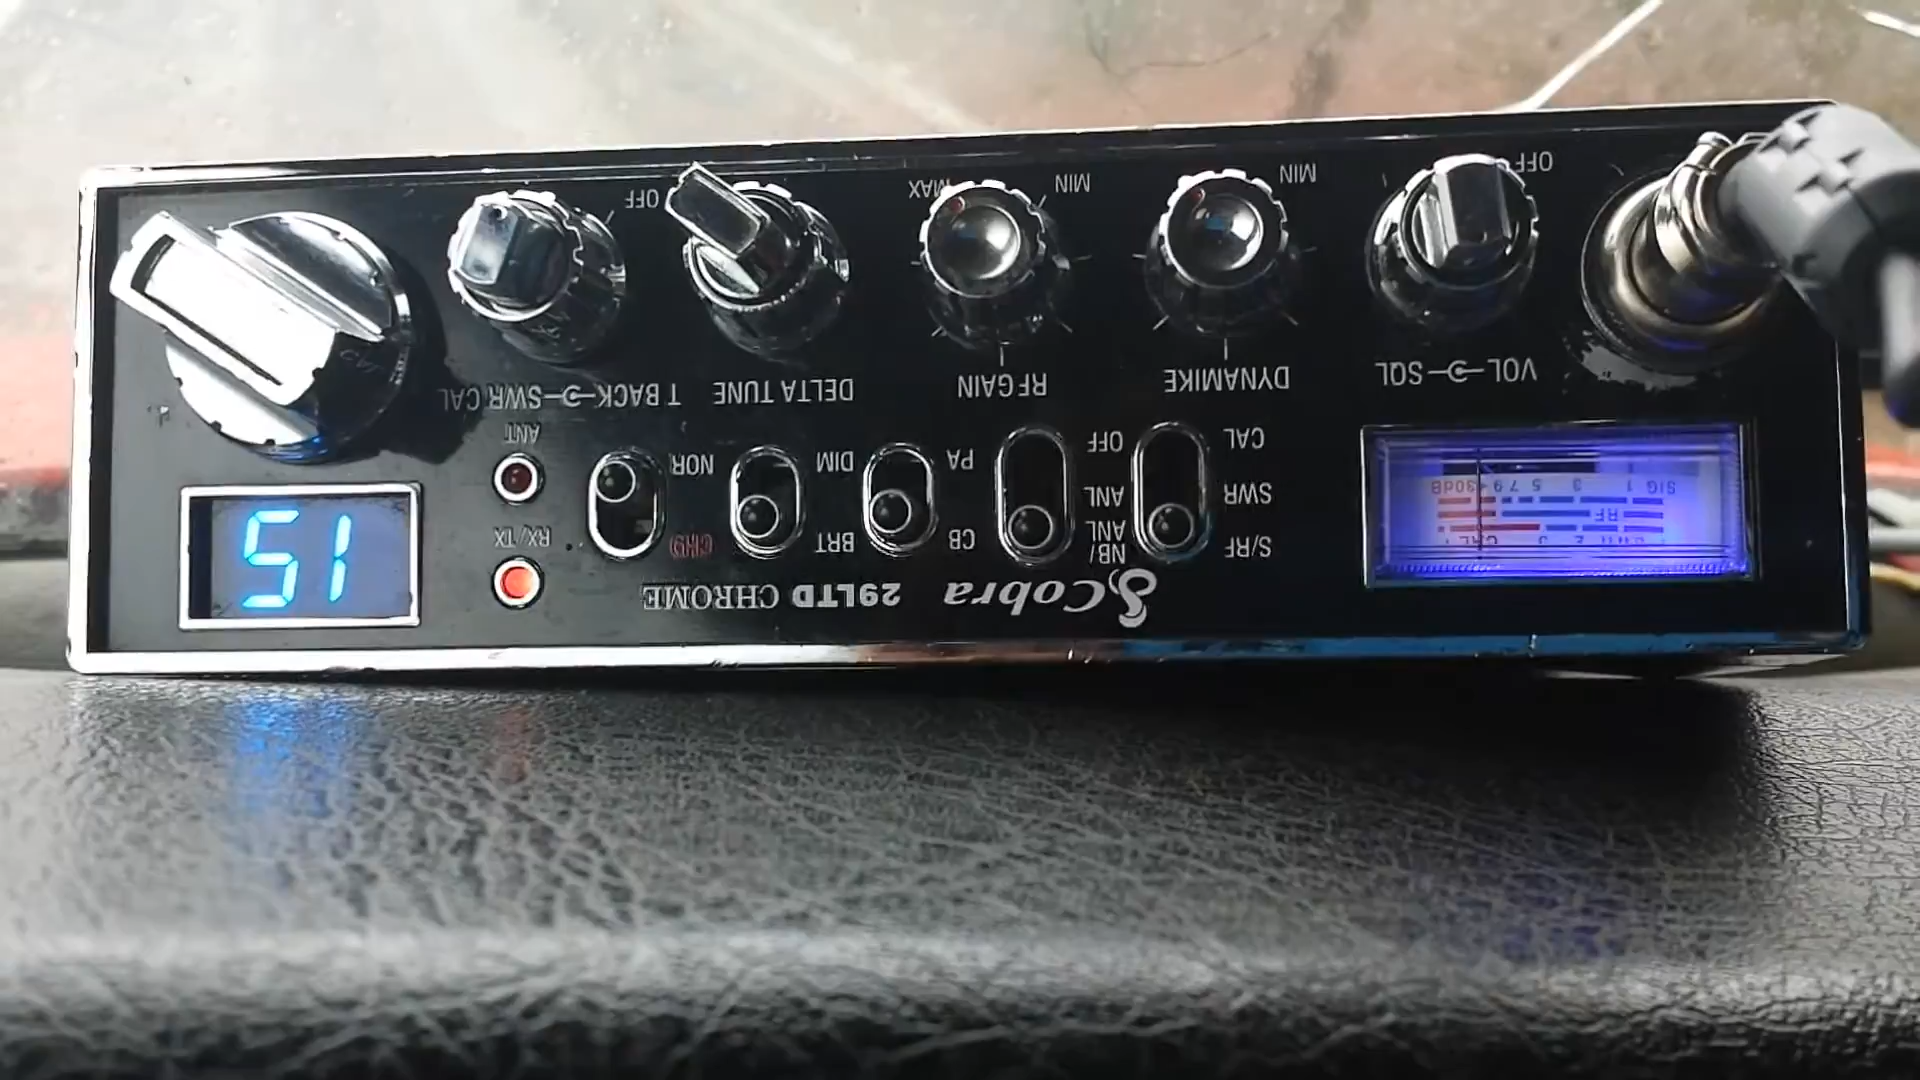 Cobra 29LTD CHROME
RF
SIG 1 3 5 7 9 +30dB
S/RF
SWR
CAL
NB/
ANL
ANL
OFF
CB
PA
BRT
DIM
CH9
NOR
RX/TX
ANT
15
VOL SQL
DYNAMIKE
RF GAIN
DELTA TUNE
T BACK SWR CAL
OFF
MIN
MIN
MAX
OFF